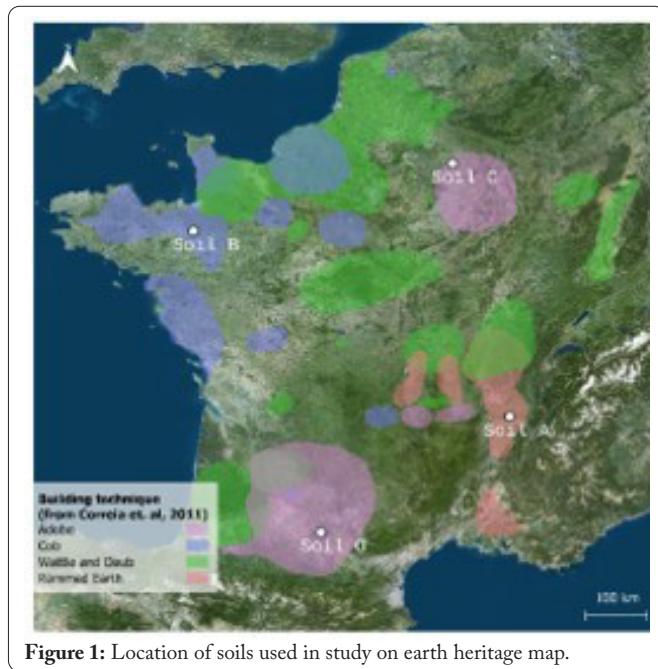 Soil C
Soil B
Soil A
Building technique
(from Correia et. al, 2011)
Adobe
Cob
Wattle and Daub
Rammed Earth
Soil
100 km
Figure 1: Location of soils used in study on earth heritage map.